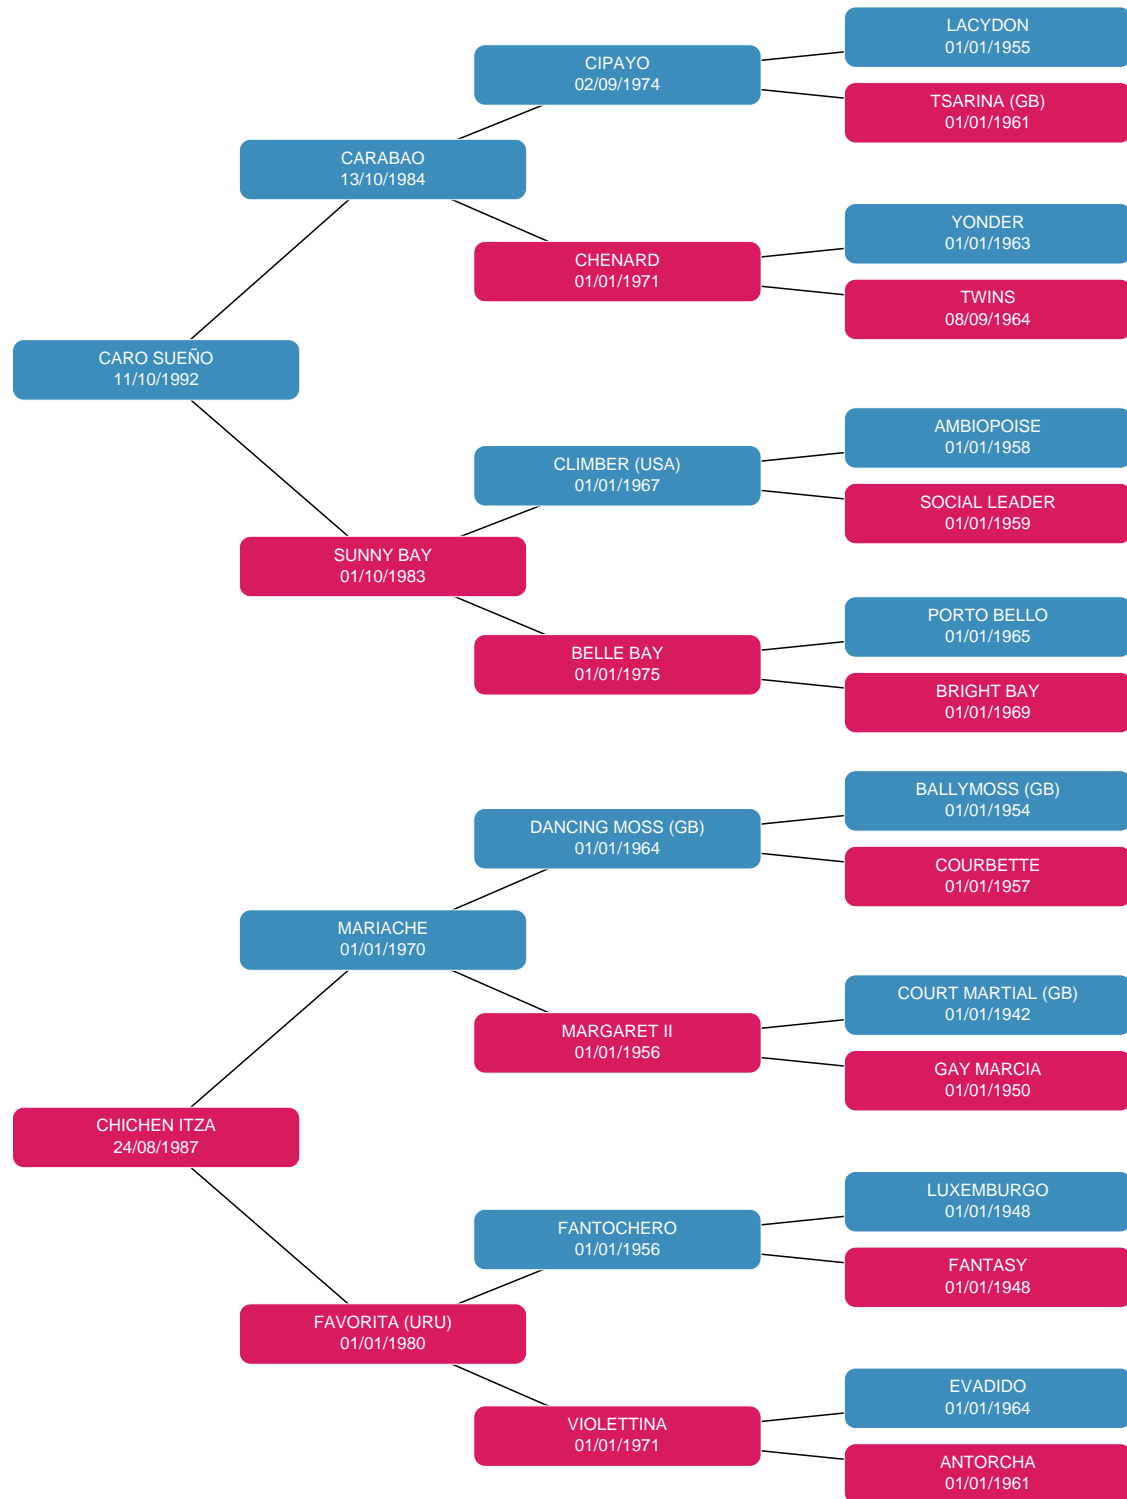 LACYDON
01/01/1955
CIPAYO
02/09/1974
TSARINA (GB)
01/01/1961
CARABAO
13/10/1984
YONDER
01/01/1963
CHENARD
01/01/1971
TWINS
08/09/1964
CARO SUEÑO
11/10/1992
AMBIOPOISE
01/01/1958
CLIMBER (USA)
01/01/1967
SOCIAL LEADER
01/01/1959
SUNNY BAY
01/10/1983
PORTO BELLO
01/01/1965
BELLE BAY
01/01/1975
BRIGHT BAY
01/01/1969
BALLYMOSS (GB)
01/01/1954
DANCING MOSS (GB)
01/01/1964
COURBETTE
01/01/1957
MARIACHE
01/01/1970
COURT MARTIAL (GB)
01/01/1942
MARGARET II
01/01/1956
GAY MARCIA
01/01/1950
CHICHEN ITZA
24/08/1987
LUXEMBURGO
01/01/1948
FANTOCHERO
01/01/1956
FANTASY
01/01/1948
FAVORITA (URU)
01/01/1980
EVADIDO
01/01/1964
VIOLETTINA
01/01/1971
ANTORCHA
01/01/1961